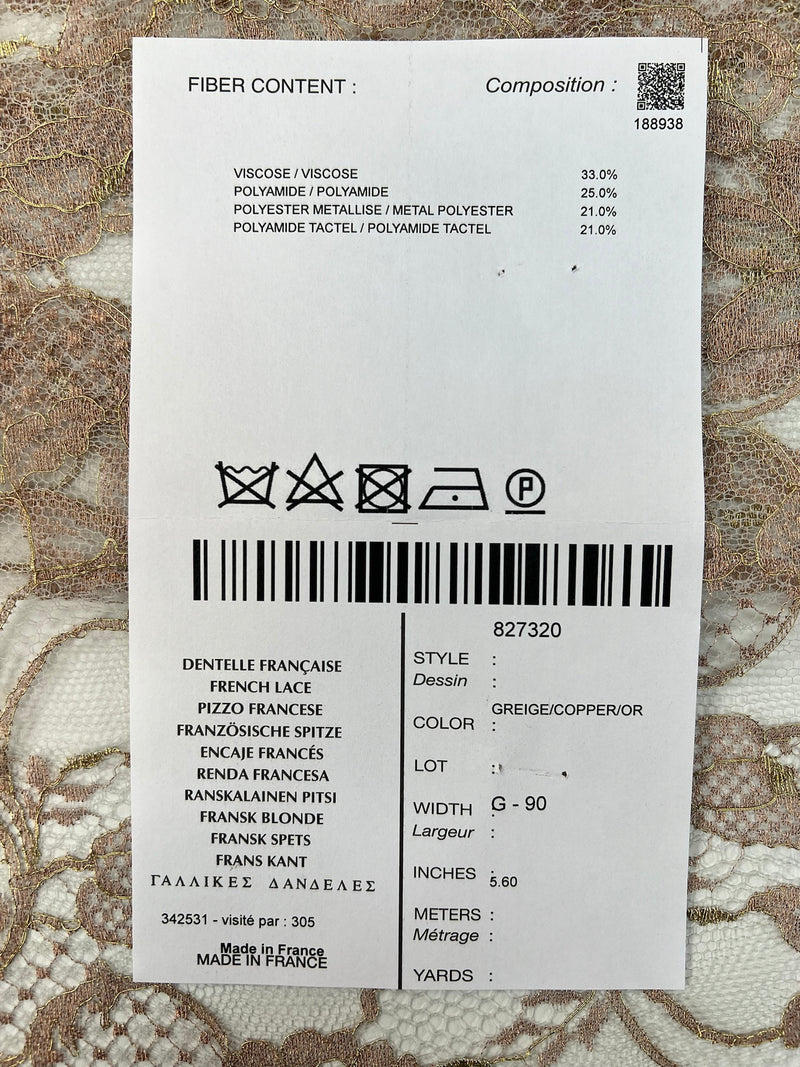 FIBER CONTENT : Composition :
188938
VISCOSE / VISCOSE 33.0%
POLYAMIDE / POLYAMIDE 25.0%
POLYESTER METALLISE / METAL POLYESTER 21.0%
POLYAMIDE TACTEL / POLYAMIDE TACTEL 21.0%
P
DENTELLE FRANÇAISE
FRENCH LACE
PIZZO FRANCESE
FRANZÖSISCHE SPITZE
ENCAJE FRANCÉS
RENDA FRANCESA
RANSKALAINEN PITSI
FRANSK BLONDE
FRANSK SPETS
FRANS KANT
ΓΑΛΛΙΚΕΣ ΔΑΝΔΕΛΕΣ
342531 - visité par : 305
Made in France
MADE IN FRANCE
827320
STYLE :
Dessin :
GREIGE/COPPER/OR
COLOR :
LOT :
WIDTH : G - 90
Largeur :
INCHES : 5.60
METERS :
Métrage :
YARDS :